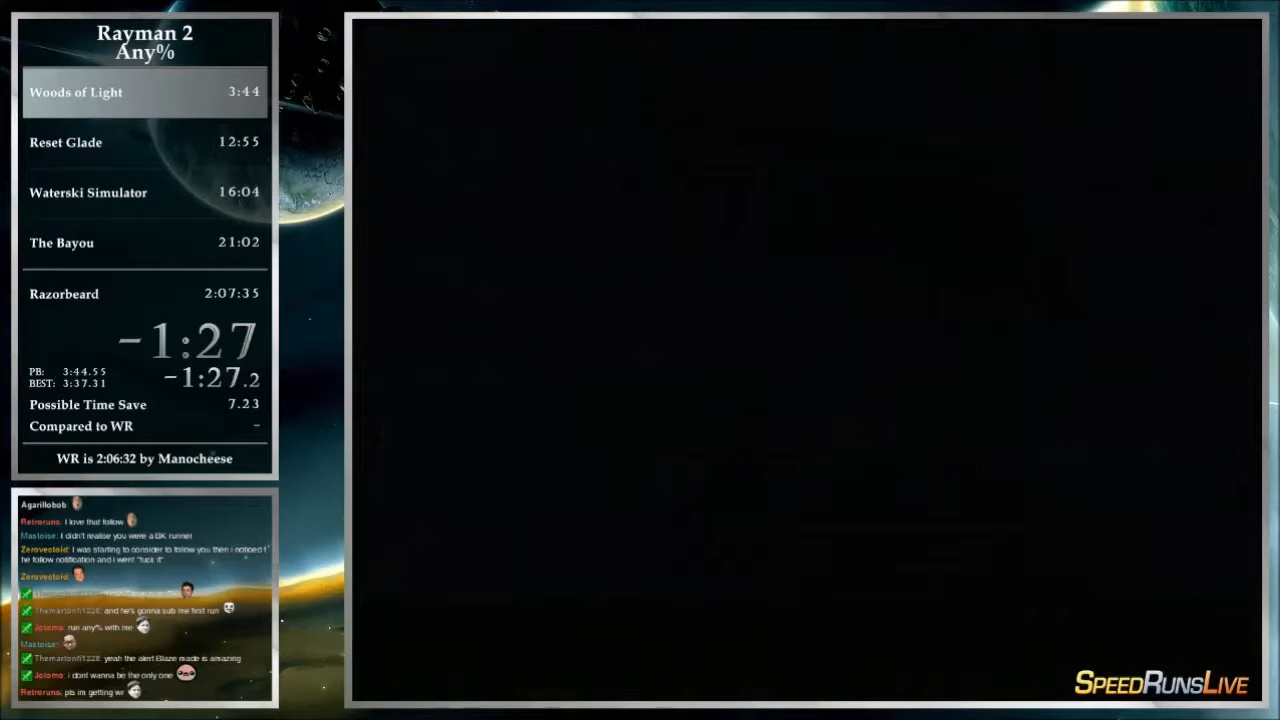 Rayman 2
Any%
Woods of Light 3:44
Reset Glade 12:55
Waterski Simulator 16:04
The Bayou 21:02
Razorbeard 2:07:35
-1:27
PB: 3:44.55
BEST: 3:37.31
-1:27.2
Possible Time Save 7.23
Compared to WR -
WR is 2:06:32 by Manocheese
Agarillobob
Retroruns: I love that follow
Mastoise: I didn't realise you were a BK runner
Zerovectoid: I was starting to consider to follow you then i noticed t
he follow notification and i went "fuck it"
Zerovectoid:
Themartonfi1228: and he's gonna sub me first run
Jolomo: run any% with me
Mastoise:
Themartonfi1228: yeah the alert Blaze made is amazing
Jolomo: i dont wanna be the only one
Retroruns: pls im getting wr
SPEEDRUNSLIVE